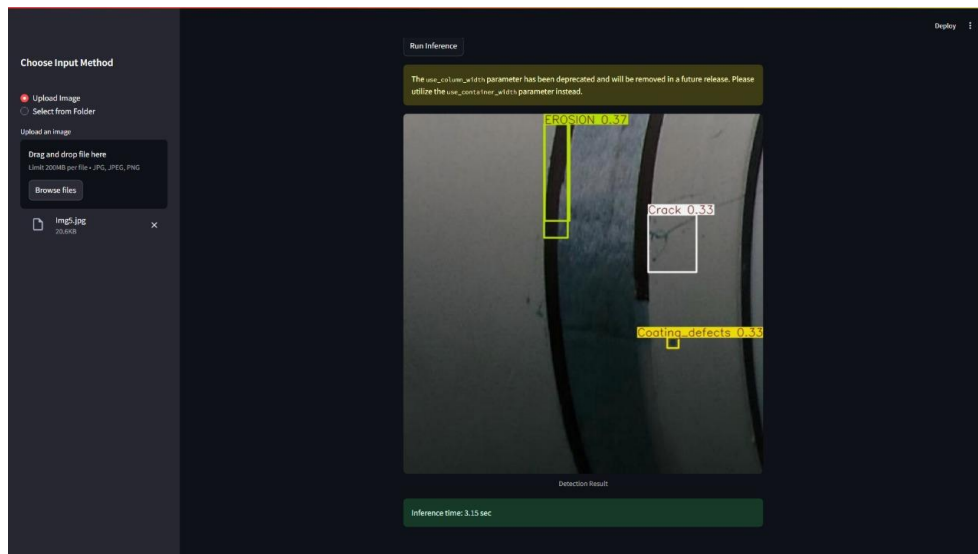 Deploy
Choose Input Method
Upload Image
Select from Folder
Upload an image
Drag and drop file here
Limit 200MB per file • JPG, JPEG, PNG
Browse files
Img5.jpg
20.6KB
Run Inference
The use_column_width parameter has been deprecated and will be removed in a future release. Please
utilize the use_container_width parameter instead.
EROSION 0.37
Crack 0.33
Coating_defects 0.33
Detection Result
Inference time: 3.15 sec